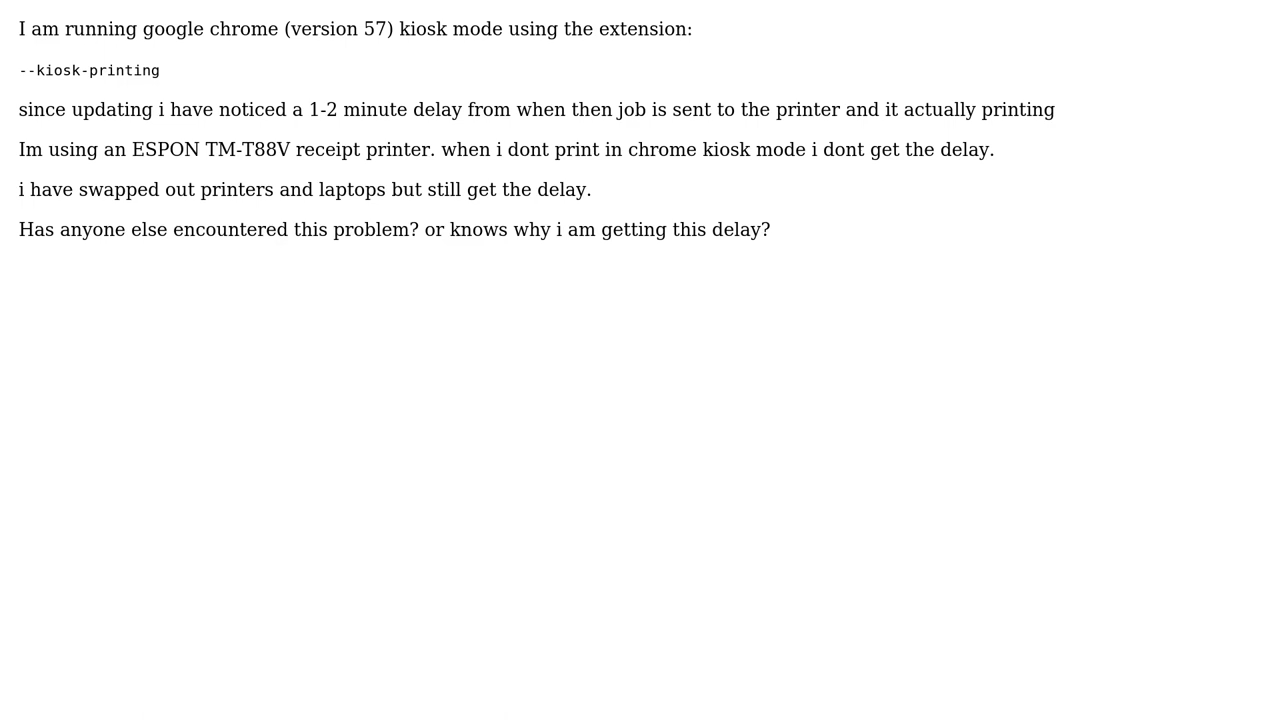 I am running google chrome (version 57) kiosk mode using the extension:
--kiosk-printing
since updating i have noticed a 1-2 minute delay from when then job is sent to the printer and it actually printing
Im using an ESPON TM-T88V receipt printer. when i dont print in chrome kiosk mode i dont get the delay.
i have swapped out printers and laptops but still get the delay.
Has anyone else encountered this problem? or knows why i am getting this delay?